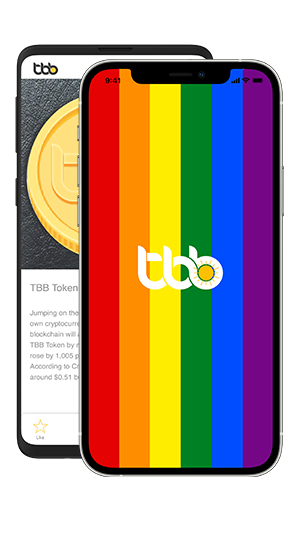 tbb
9:41
tbb
TBB Token
Jumping on the
own cryptocurr
blockchain will
TBB Token by
rose by 1,005 p
According to C
around $0.51 b
Like